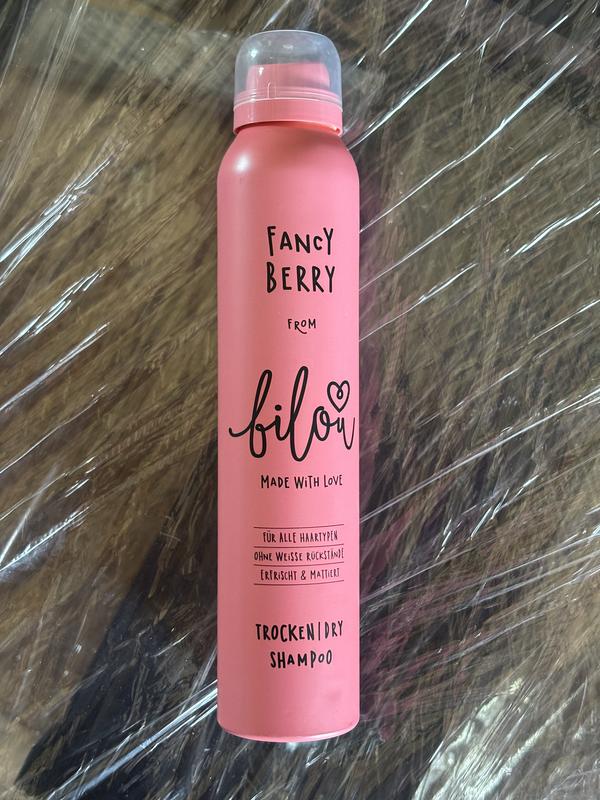 FANCY
BERRY
FROM
bilou
MADE WITH LOVE
FÜR ALLE HAARTYPEN
OHNE WEISSE RÜCKSTÄNDE
ERFRISCHT & MATTIERT
TROCKEN|DRY
SHAMPOO